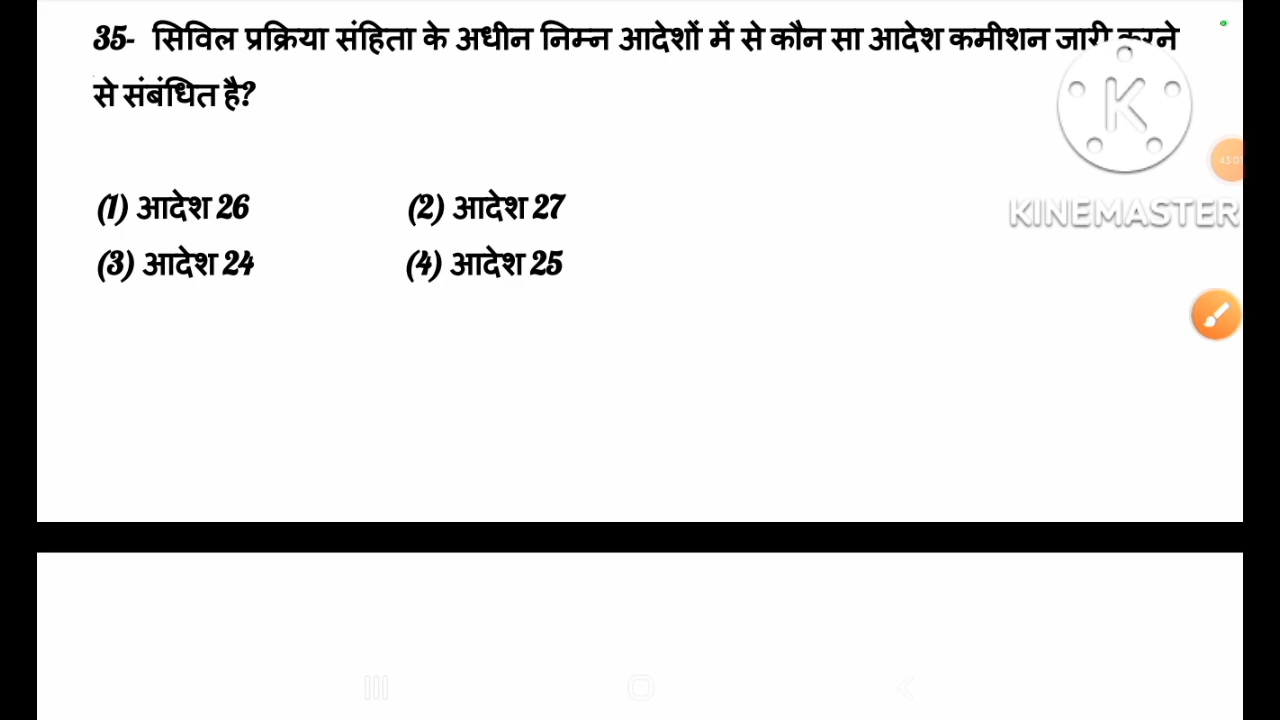 35- सिविल प्रक्रिया संहिता के अधीन निम्न आदेशों में से कौन सा आदेश कमीशन जारी करने
से संबंधित है?
(1) आदेश 26 (2) आदेश 27
(3) आदेश 24 (4) आदेश 25
K
KINEMASTER